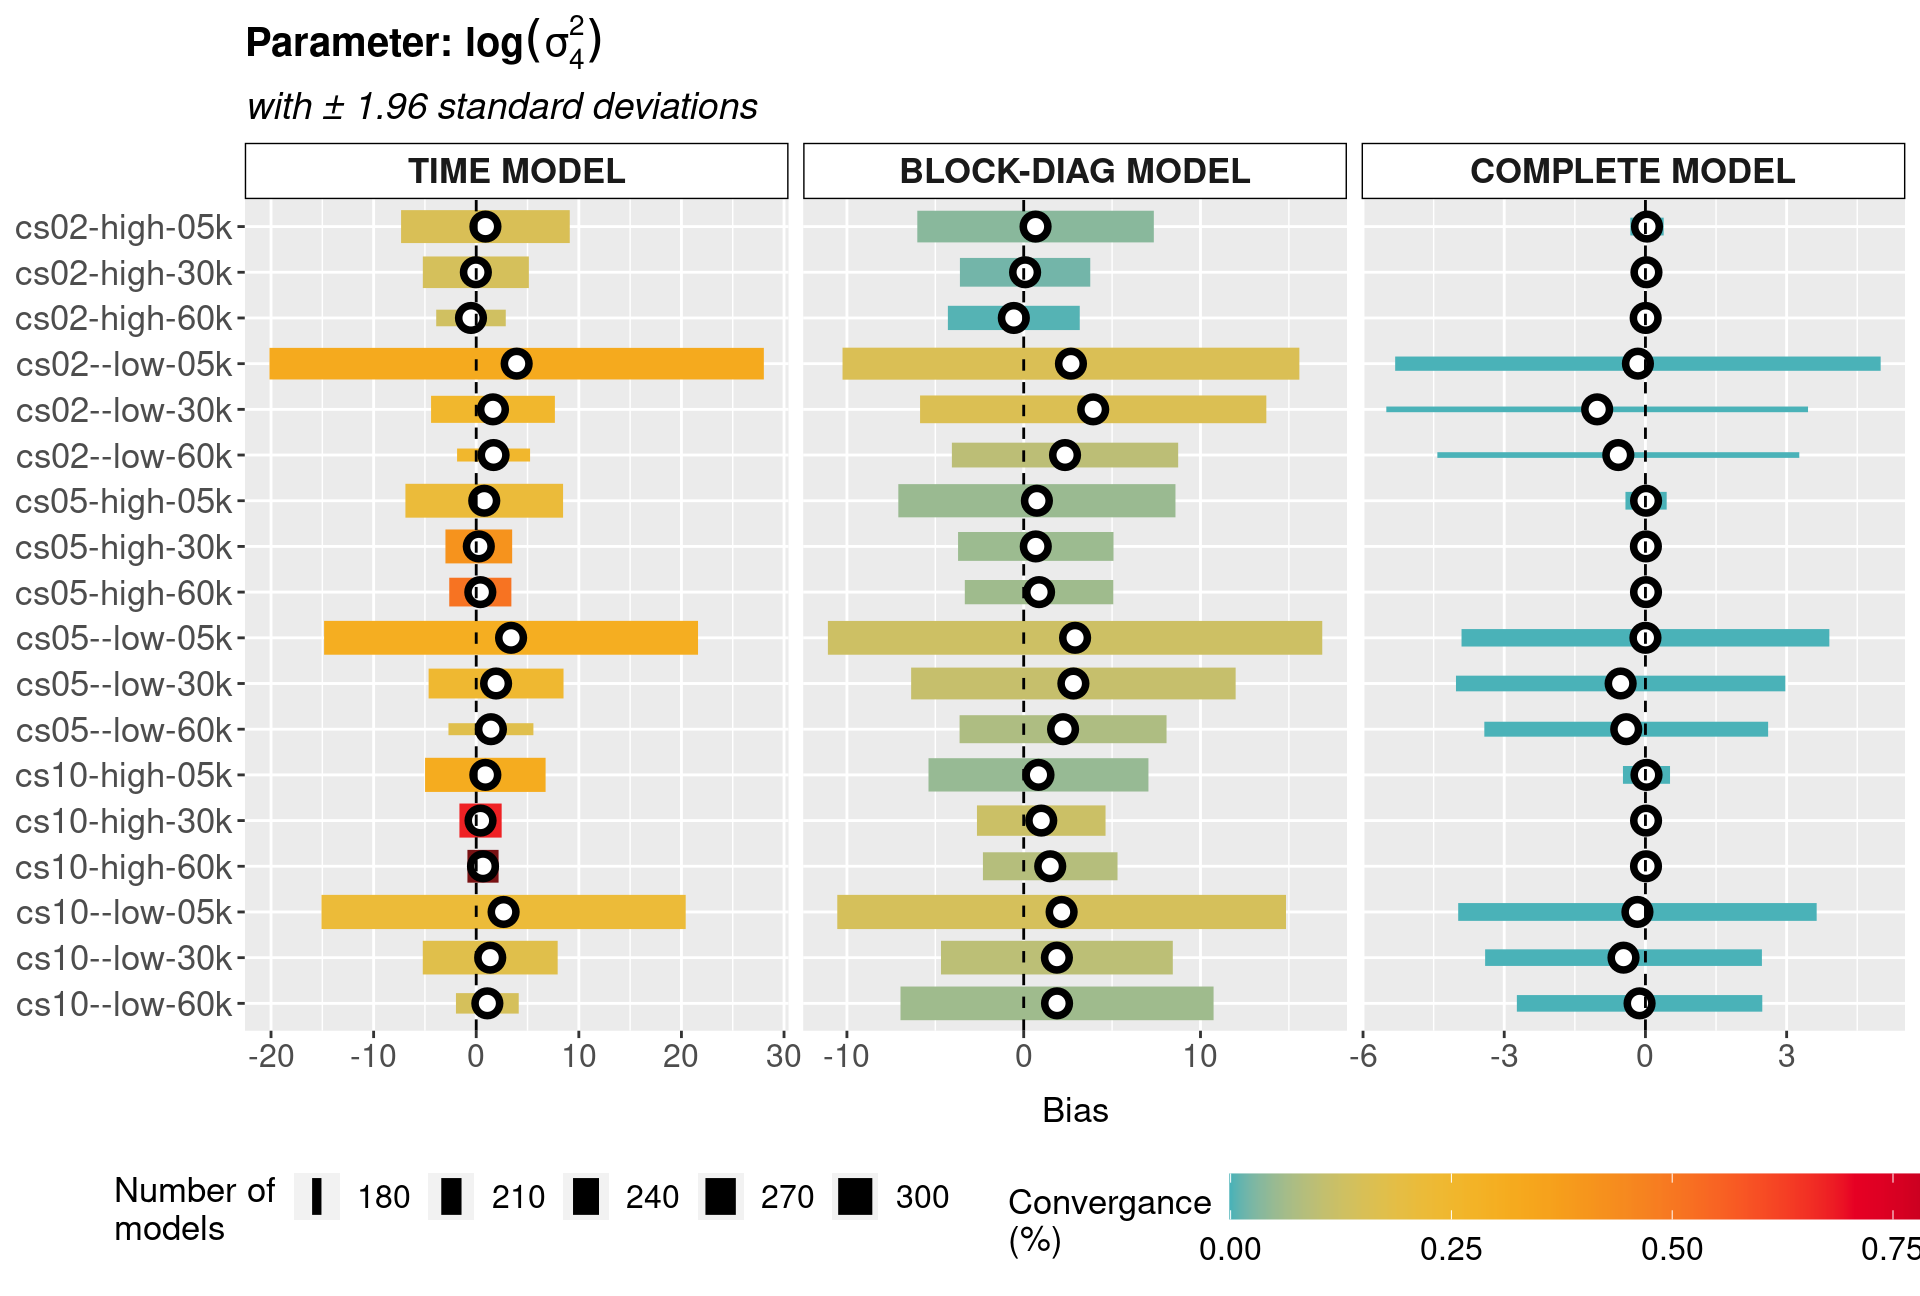 Parameter: log(σ₄²)
with ± 1.96 standard deviations
TIME MODEL BLOCK-DIAG MODEL COMPLETE MODEL
cs02-high-05k
cs02-high-30k
cs02-high-60k
cs02--low-05k
cs02--low-30k
cs02--low-60k
cs05-high-05k
cs05-high-30k
cs05-high-60k
cs05--low-05k
cs05--low-30k
cs05--low-60k
cs10-high-05k
cs10-high-30k
cs10-high-60k
cs10--low-05k
cs10--low-30k
cs10--low-60k
-20 -10 0 10 20 30 -10 0 10 -6 -3 0 3
Bias
Number of
models
180 210 240 270 300
Convergance
(%)
0.00 0.25 0.50 0.75